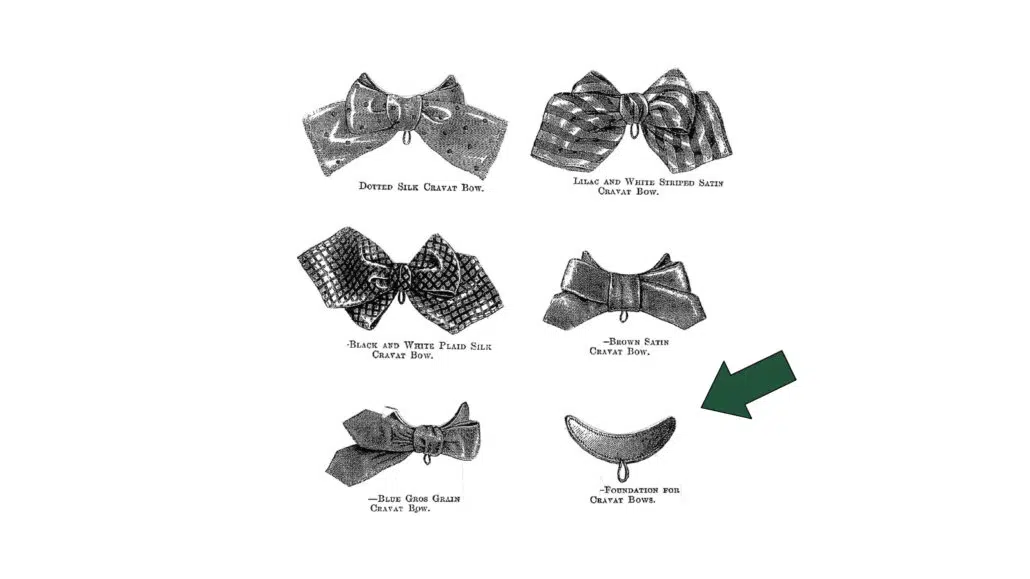 Dotted Silk Cravat Bow.
Lilac and White Striped Satin
Cravat Bow.
-Black and White Plaid Silk
Cravat Bow.
—Brown Satin
Cravat Bow.
—Blue Gros Grain
Cravat Bow.
-Foundation for
Cravat Bows.